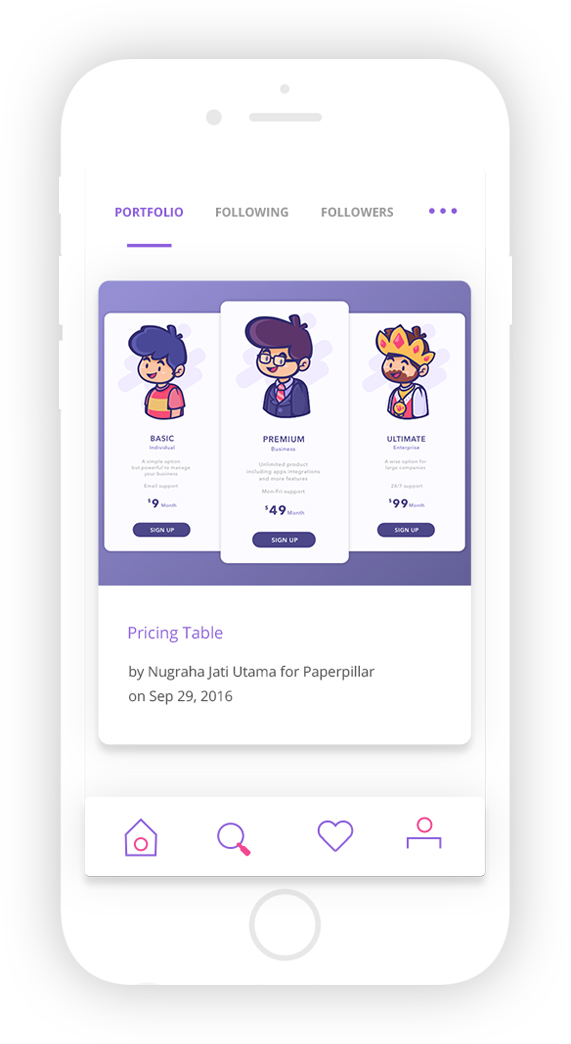 PORTFOLIO FOLLOWING FOLLOWERS
BASIC
Individual
A simple option
but powerful to manage
your business
Email support
$9 Month
SIGN UP
PREMIUM
Business
Unlimited product
including apps integrations
and more features
Mon-Fri support
$49 Month
SIGN UP
ULTIMATE
Enterprise
A wise option for
large companies
24/7 support
$99 Month
SIGN UP
Pricing Table
by Nugraha Jati Utama for Paperpillar
on Sep 29, 2016